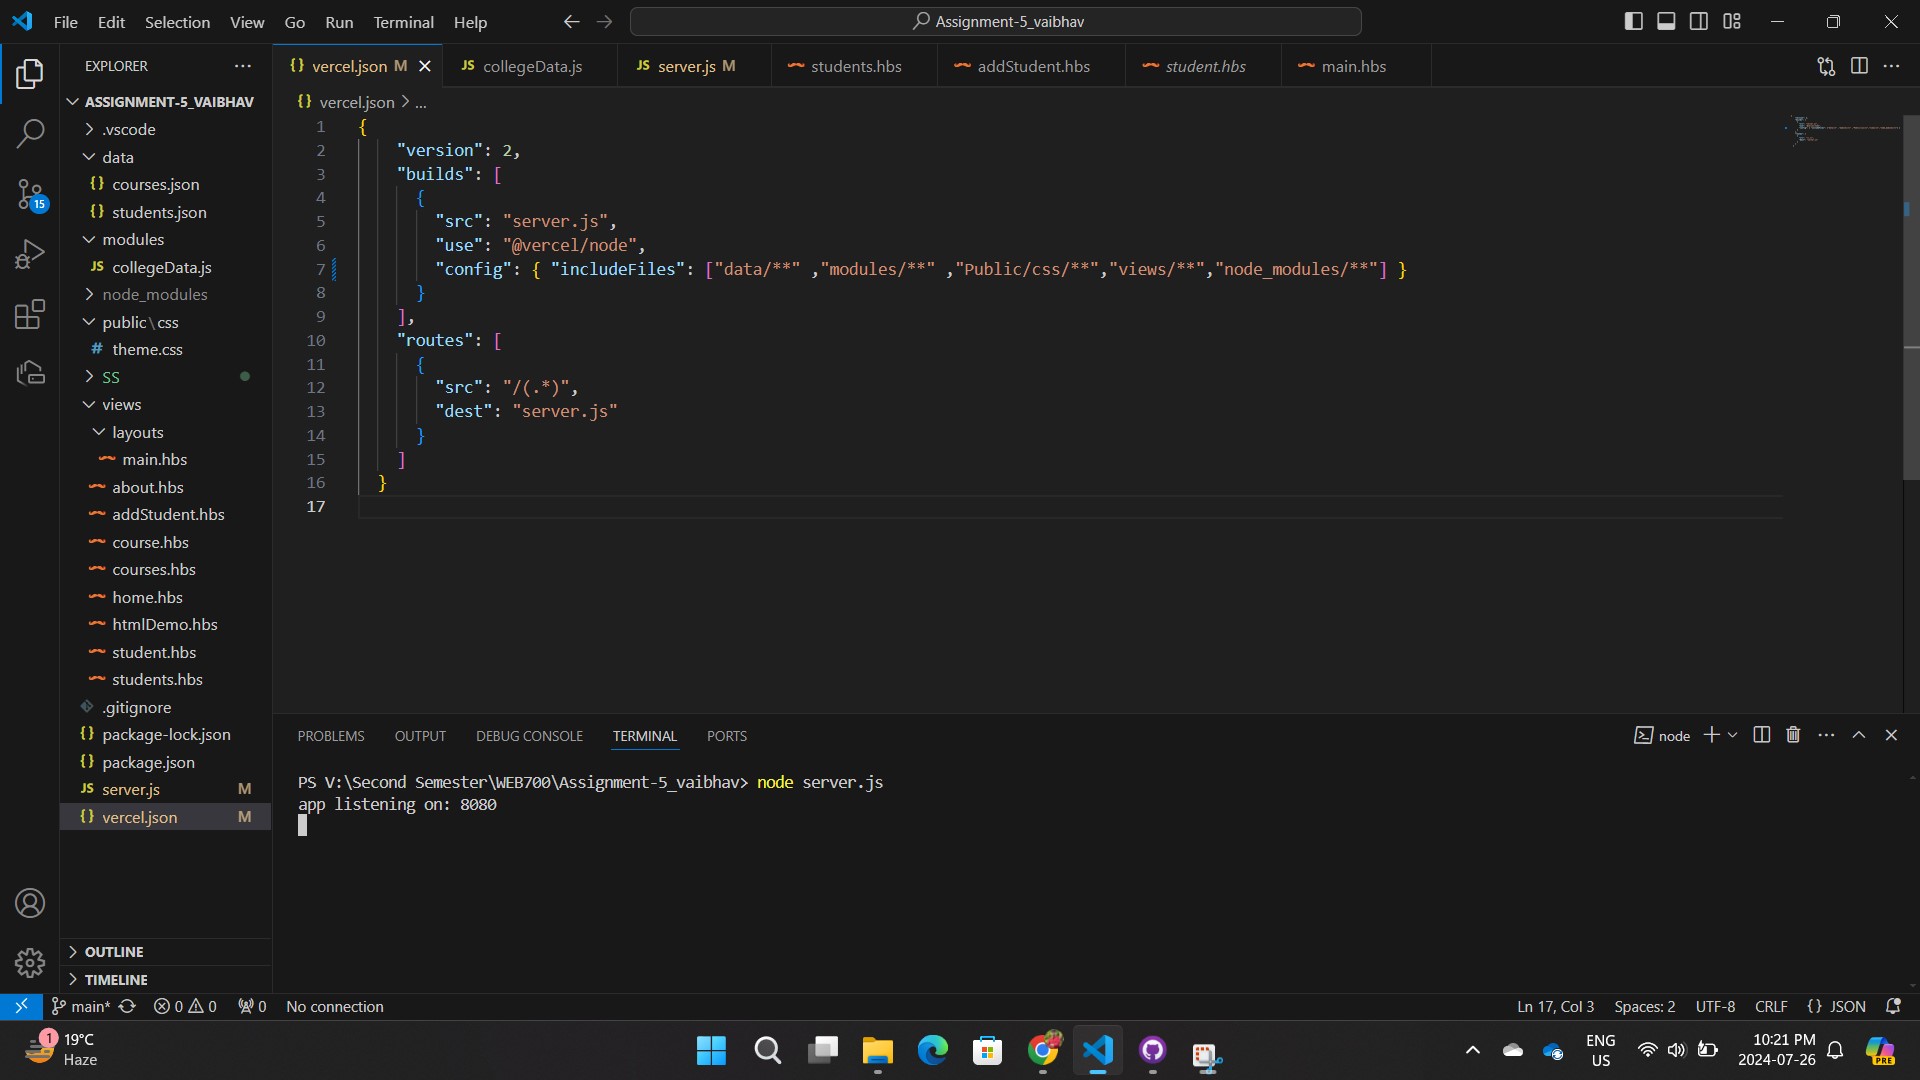 File Edit Selection View Go Run Terminal Help
Assignment-5_vaibhav
EXPLORER
ASSIGNMENT-5_VAIBHAV
.vscode
data
{} courses.json
{} students.json
modules
JS collegeData.js
node_modules
public\css
# theme.css
SS
views
layouts
main.hbs
about.hbs
addStudent.hbs
course.hbs
courses.hbs
home.hbs
htmlDemo.hbs
student.hbs
students.hbs
.gitignore
{} package-lock.json
{} package.json
JS server.js M
{} vercel.json M
OUTLINE
TIMELINE
15
{} vercel.json M JS collegeData.js JS server.js M students.hbs addStudent.hbs student.hbs main.hbs
{} vercel.json > ...
1 {
2 "version": 2,
3 "builds": [
4 {
5 "src": "server.js",
6 "use": "@vercel/node",
7 "config": { "includeFiles": ["data/**" ,"modules/**" ,"Public/css/**","views/**","node_modules/**"] }
8 }
9 ],
10 "routes": [
11 {
12 "src": "/(.*)",
13 "dest": "server.js"
14 }
15 ]
16 }
17
PROBLEMS OUTPUT DEBUG CONSOLE TERMINAL PORTS
node
PS V:\Second Semester\WEB700\Assignment-5_vaibhav> node server.js
app listening on: 8080
main* 0 0 0 No connection
Ln 17, Col 3 Spaces: 2 UTF-8 CRLF {} JSON
1 19°C
Haze
ENG
US
10:21 PM
2024-07-26
PRE